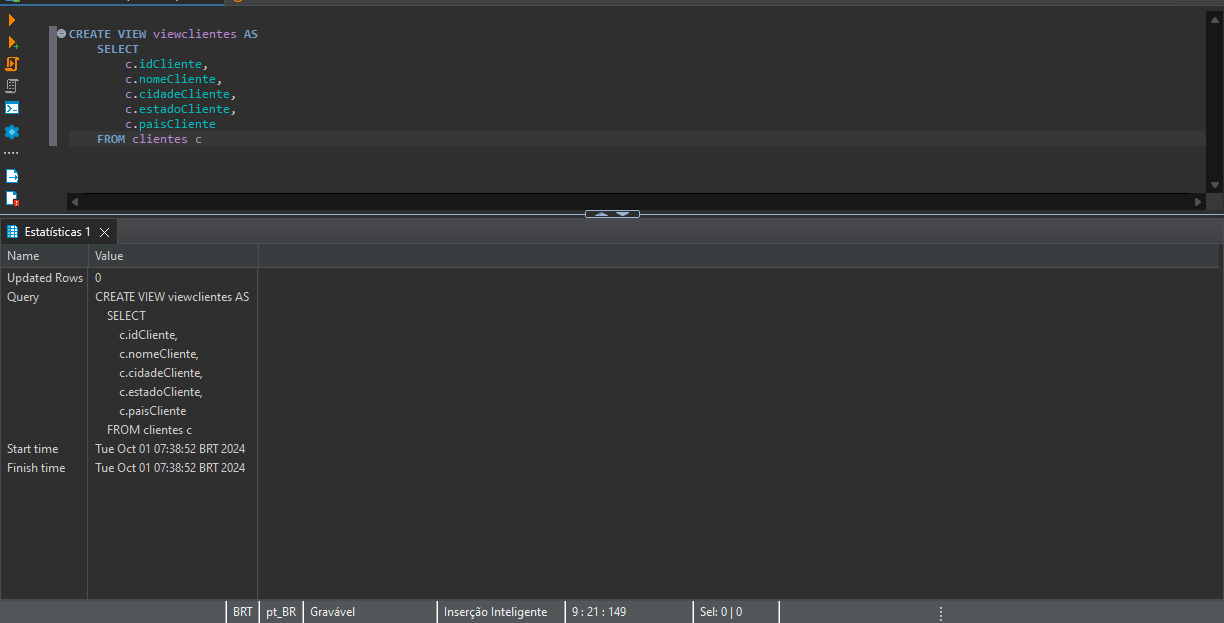 CREATE VIEW viewclientes AS
SELECT
c.idCliente,
c.nomeCliente,
c.cidadeCliente,
c.estadoCliente,
c.paisCliente
FROM clientes c
Estatísticas 1
Name Value
Updated Rows 0
Query CREATE VIEW viewclientes AS
SELECT
c.idCliente,
c.nomeCliente,
c.cidadeCliente,
c.estadoCliente,
c.paisCliente
FROM clientes c
Start time Tue Oct 01 07:38:52 BRT 2024
Finish time Tue Oct 01 07:38:52 BRT 2024
BRT pt_BR Gravável Inserção Inteligente 9 : 21 : 149 Sel: 0 | 0